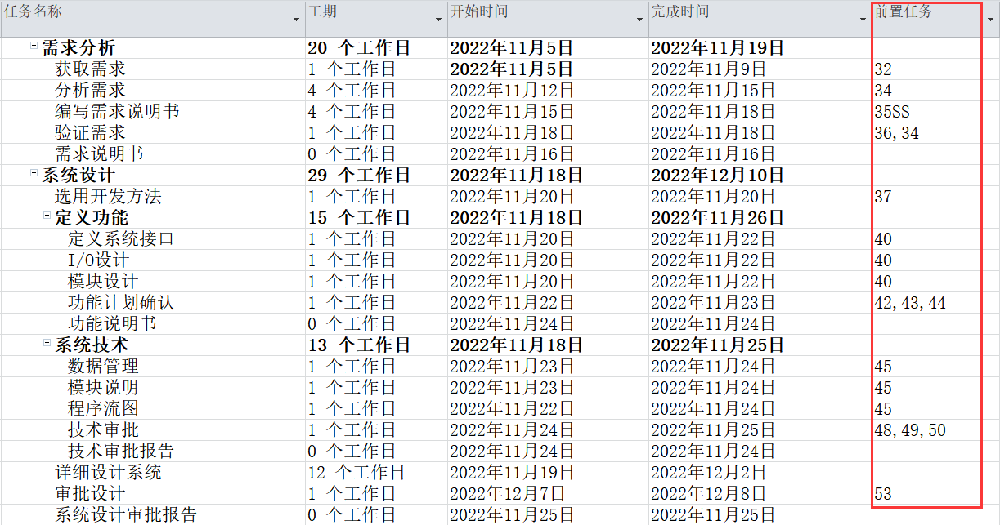 任务名称 工期 开始时间 完成时间 前置任务
需求分析 20 个工作日 2022年11月5日 2022年11月19日
获取需求 1 个工作日 2022年11月5日 2022年11月9日 32
分析需求 4 个工作日 2022年11月12日 2022年11月15日 34
编写需求说明书 4 个工作日 2022年11月15日 2022年11月18日 35SS
验证需求 1 个工作日 2022年11月18日 2022年11月18日 36,34
需求说明书 0 个工作日 2022年11月16日 2022年11月16日
系统设计 29 个工作日 2022年11月18日 2022年12月10日
选用开发方法 1 个工作日 2022年11月20日 2022年11月20日 37
定义功能 15 个工作日 2022年11月18日 2022年11月26日
定义系统接口 1 个工作日 2022年11月20日 2022年11月22日 40
I/O设计 1 个工作日 2022年11月20日 2022年11月22日 40
模块设计 1 个工作日 2022年11月20日 2022年11月22日 40
功能计划确认 1 个工作日 2022年11月22日 2022年11月23日 42,43,44
功能说明书 0 个工作日 2022年11月24日 2022年11月24日
系统技术 13 个工作日 2022年11月18日 2022年11月25日
数据管理 1 个工作日 2022年11月23日 2022年11月24日 45
模块说明 1 个工作日 2022年11月23日 2022年11月24日 45
程序流图 1 个工作日 2022年11月22日 2022年11月24日 45
技术审批 1 个工作日 2022年11月24日 2022年11月25日 48,49,50
技术审批报告 0 个工作日 2022年11月24日 2022年11月24日
详细设计系统 12 个工作日 2022年11月19日 2022年12月2日
审批设计 1 个工作日 2022年12月7日 2022年12月8日 53
系统设计审批报告 0 个工作日 2022年11月25日 2022年11月25日